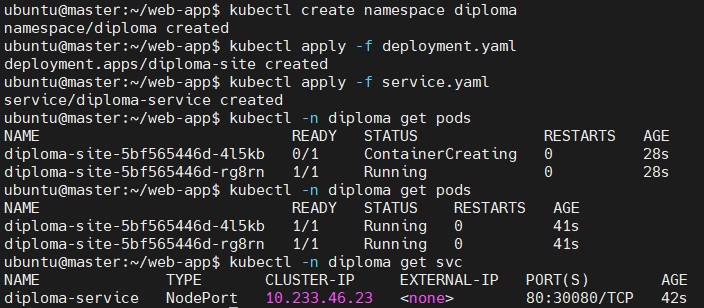 ubuntu@master:~/web-app$ kubectl create namespace diploma
namespace/diploma created
ubuntu@master:~/web-app$ kubectl apply -f deployment.yaml
deployment.apps/diploma-site created
ubuntu@master:~/web-app$ kubectl apply -f service.yaml
service/diploma-service created
ubuntu@master:~/web-app$ kubectl -n diploma get pods
NAME READY STATUS RESTARTS AGE
diploma-site-5bf565446d-4l5kb 0/1 ContainerCreating 0 28s
diploma-site-5bf565446d-rg8rn 1/1 Running 0 28s
ubuntu@master:~/web-app$ kubectl -n diploma get pods
NAME READY STATUS RESTARTS AGE
diploma-site-5bf565446d-4l5kb 1/1 Running 0 41s
diploma-site-5bf565446d-rg8rn 1/1 Running 0 41s
ubuntu@master:~/web-app$ kubectl -n diploma get svc
NAME TYPE CLUSTER-IP EXTERNAL-IP PORT(S) AGE
diploma-service NodePort 10.233.46.23 <none> 80:30080/TCP 42s